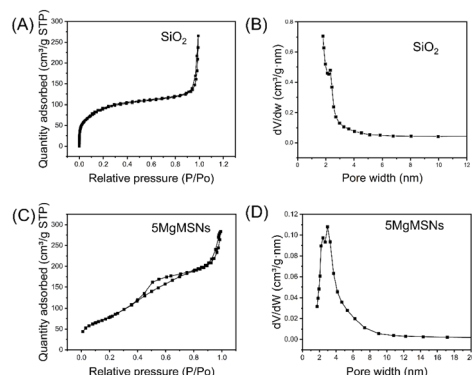 (A)
SiO₂
Quantity adsorbed (cm³/g STP)
300
250
200
150
100
50
0
0.0 0.2 0.4 0.6 0.8 1.0 1.2
Relative pressure (P/Po)
(B)
SiO₂
dV/dw (cm³/g·nm)
0.8
0.6
0.4
0.2
0.0
0 2 4 6 8 10 12
Pore width (nm)
(C)
5MgMSNs
Quantity adsorbed (cm³/g STP)
300
250
200
150
100
50
0
0.0 0.2 0.4 0.6 0.8 1.0
Relative pressure (P/Po)
(D)
5MgMSNs
dV/dW (cm³/g·nm)
0.12
0.10
0.08
0.06
0.04
0.02
0.00
0 2 4 6 8 10 12 14 16 18 20
Pore width (nm)